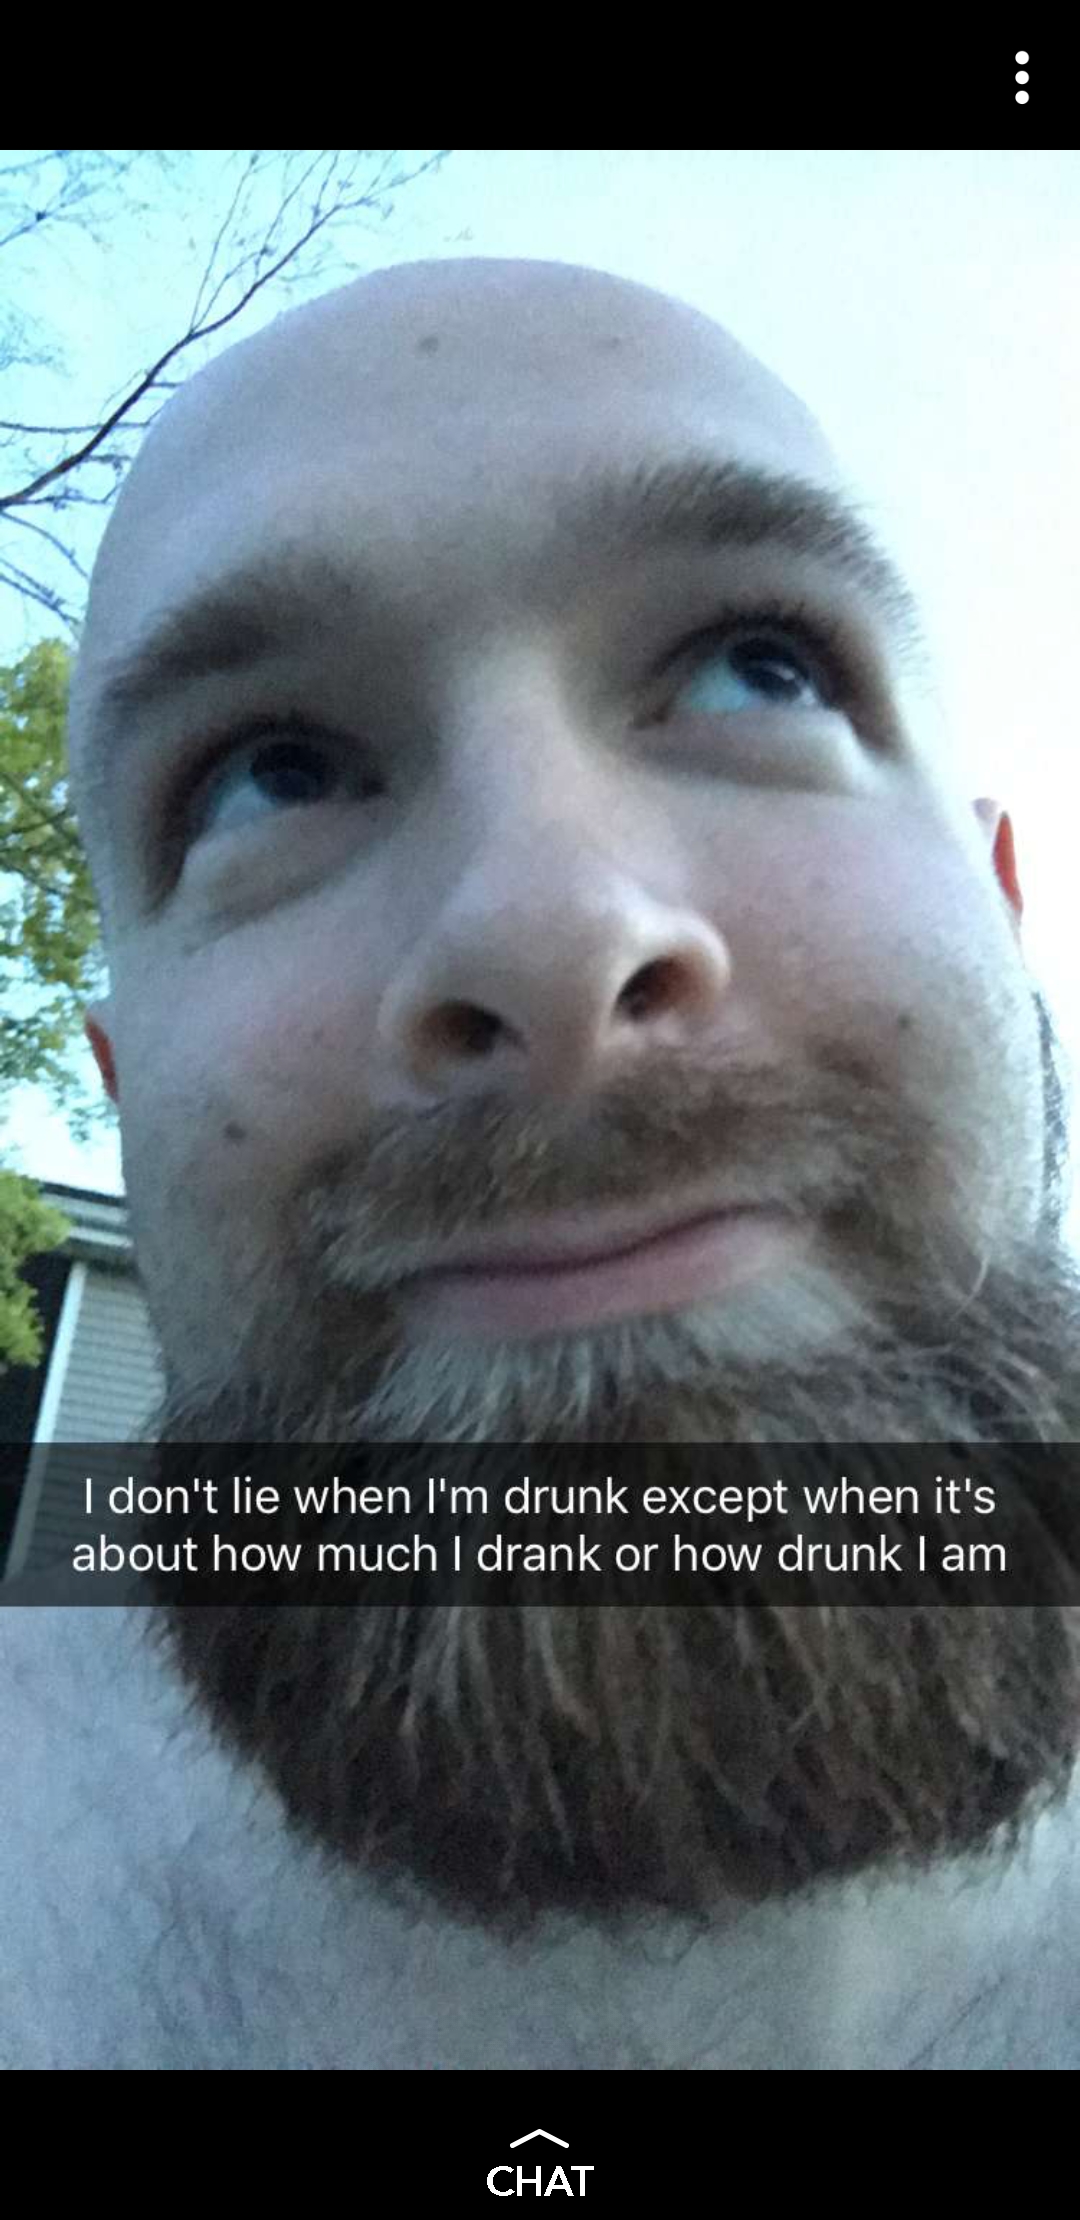 I don't lie when I'm drunk except when it's
about how much I drank or how drunk I am
CHAT